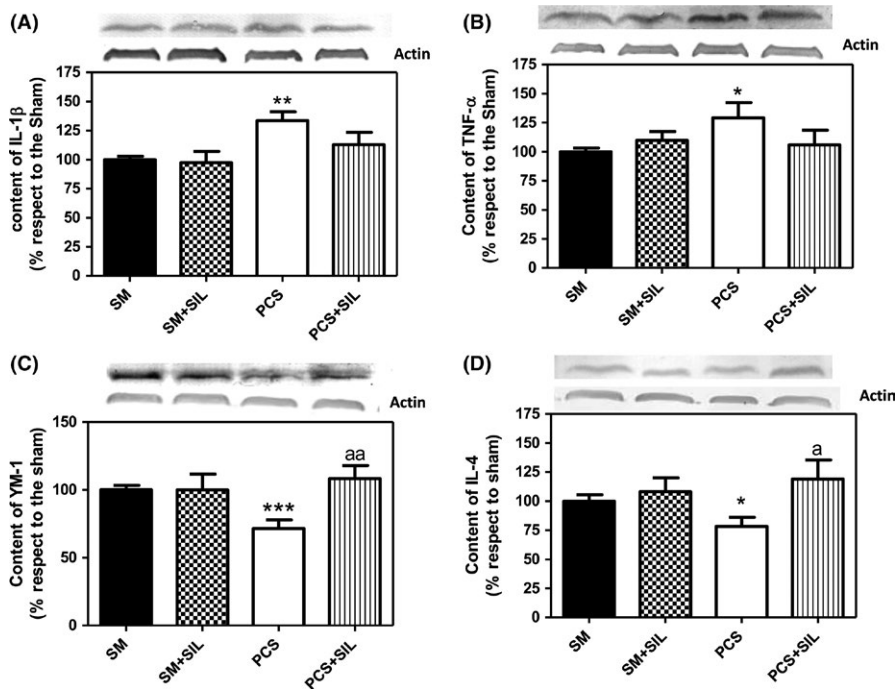 (A)
Actin
content of IL-1β
(% respect to the Sham)
175
150
125
100
75
50
25
0
**
SM
SM+SIL
PCS
PCS+SIL
(B)
Actin
Content of TNF-α
(% respect to the Sham)
175
150
125
100
75
50
25
0
*
SM
SM+SIL
PCS
PCS+SIL
(C)
Actin
Content of YM-1
(% respect to the sham)
150
100
50
0
***
aa
SM
SM+SIL
PCS
PCS+SIL
(D)
Actin
Content of IL-4
(% respect to sham)
175
150
125
100
75
50
25
0
*
a
SM
SM+SIL
PCS
PCS+SIL